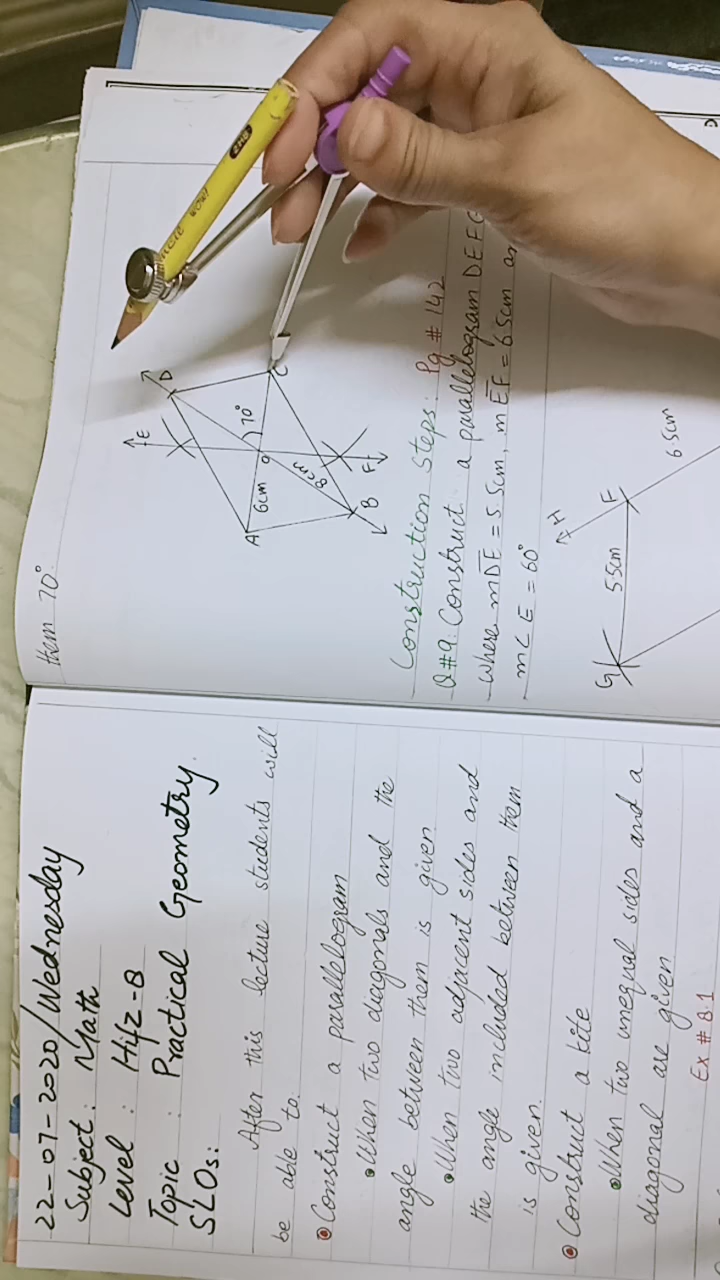 22-07-2020/Wednesday
Subject: Math
Level: Hifz-B
Topic: Practical Geometry.
SLOs:
After this lecture students will
be able to.
Construct a parallelogram
When two diagonals and the
angle between them is given
When two adjacent sides and
the angle included between them
is given.
Construct a kite
When two unequal sides and a
diagonal are given
Ex # 8.1
them 70°
D
C
E
70°
O
6cm
8cm
F
A
B
Construction Steps: Pg # 142
Q#9: Construct a parallelogram DEFG
where mDE = 5.5cm, mEF = 6.5cm an
m∠E = 60°
H
F
6.5cm
5.5cm
G